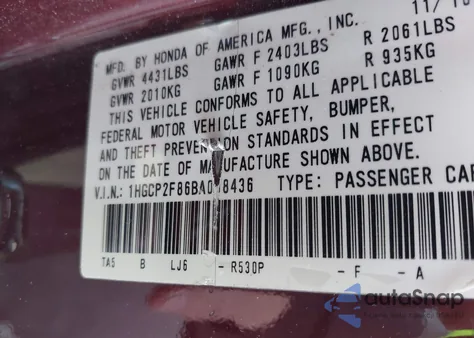 11/10
MFD. BY HONDA OF AMERICA MFG., INC.
GVWR 4431LBS GAWR F 2403LBS R 2061LBS
GVWR 2010KG GAWR F 1090KG R 935KG
THIS VEHICLE CONFORMS TO ALL APPLICABLE
FEDERAL MOTOR VEHICLE SAFETY, BUMPER,
AND THEFT PREVENTION STANDARDS IN EFFECT
ON THE DATE OF MANUFACTURE SHOWN ABOVE.
V.I.N.: TYPE: PASSENGER CAR
TA5 B LJ6 - R530P - F - A
autoSnap